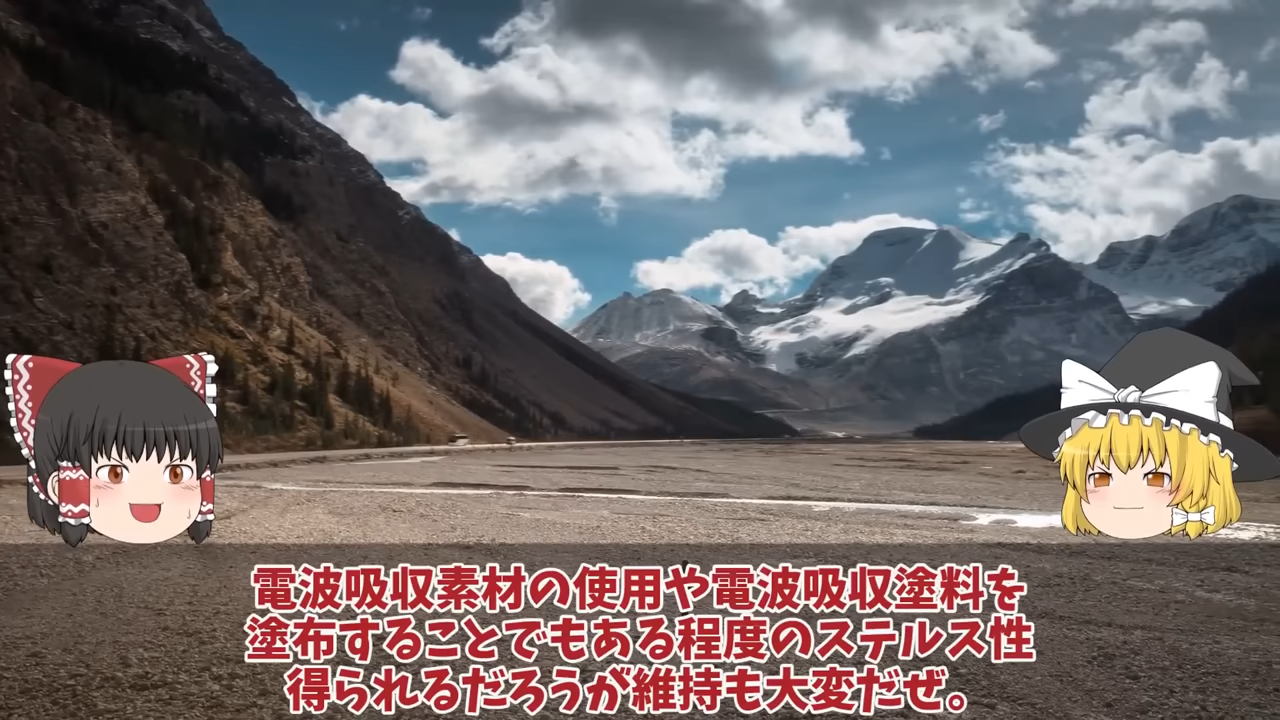 電波吸収素材の使用や電波吸収塗料を
塗布することでもある程度のステルス性
得られるだろうが維持も大変だぜ。